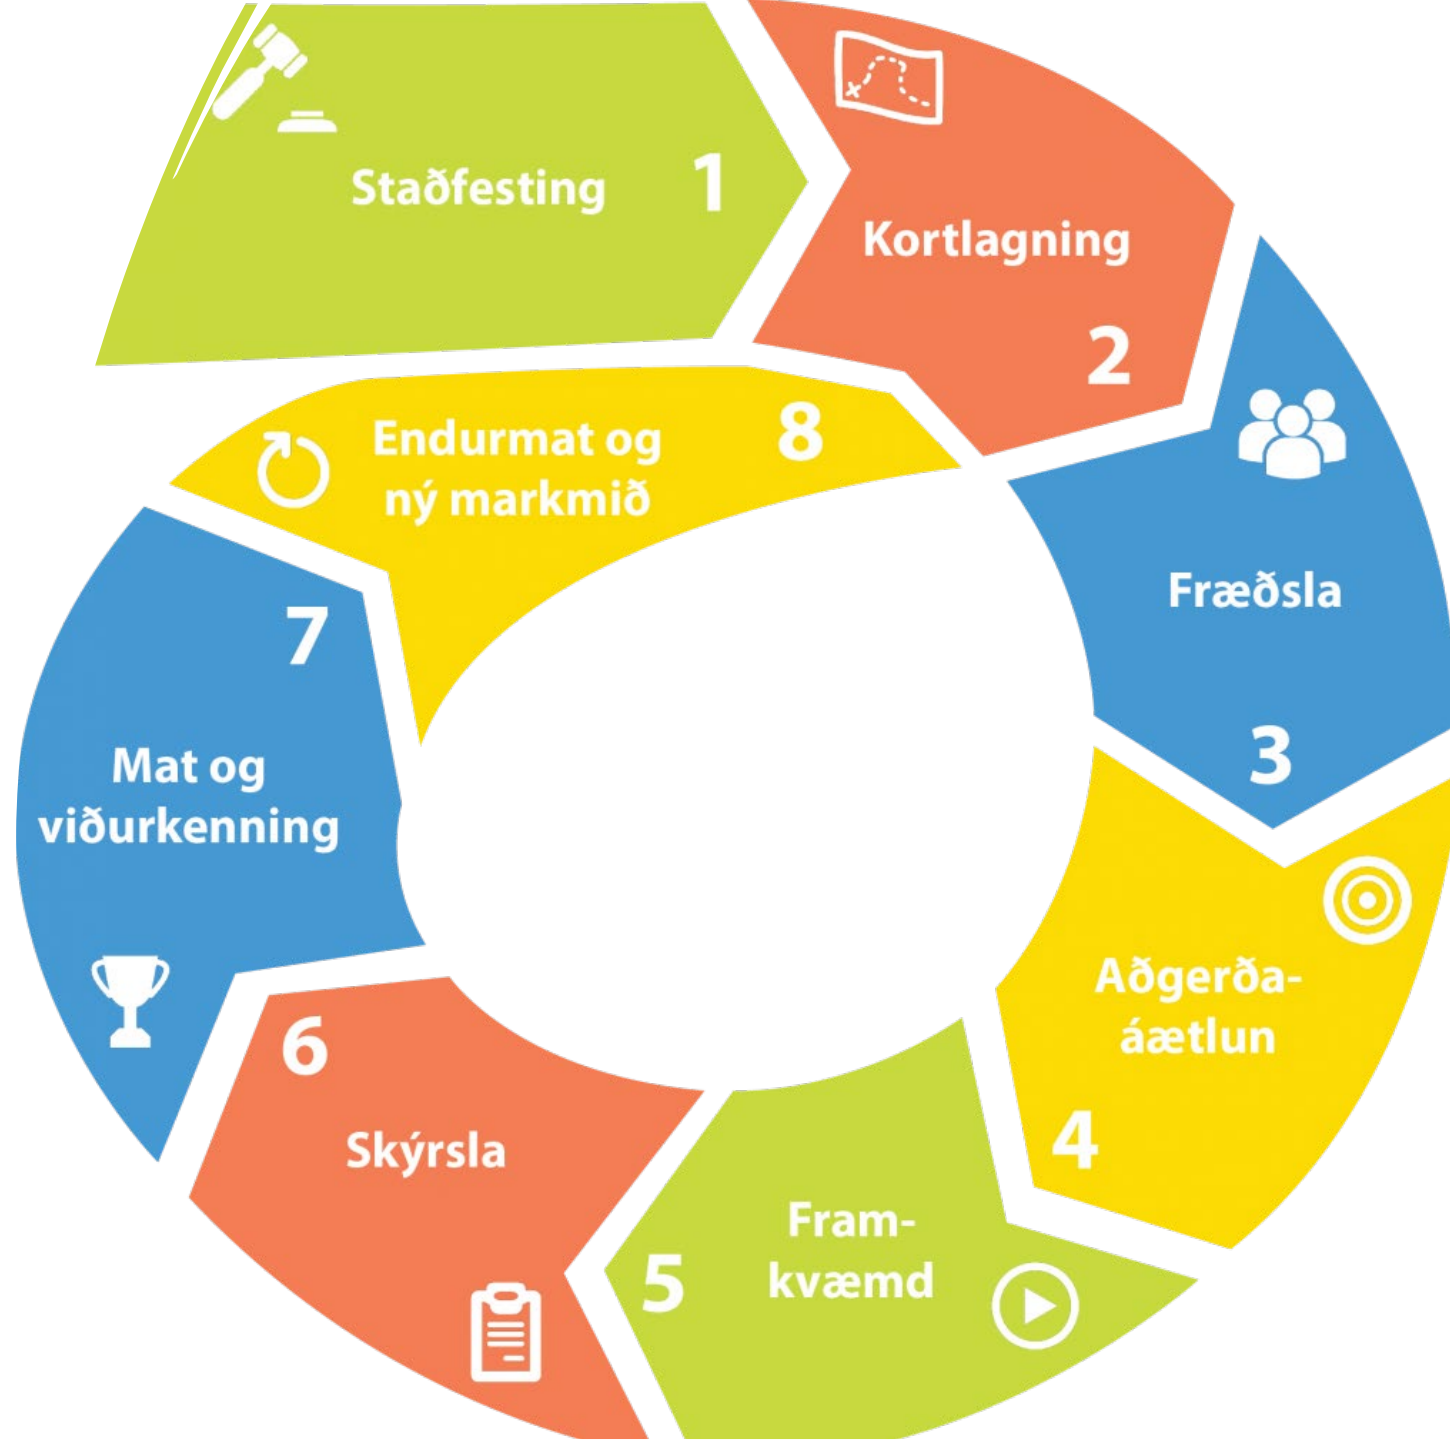 Staðfesting 1
Kortlagning
2
Fræðsla
3
Aðgerða-
áætlun
4
Fram-
kvæmd
5
6
Skýrsla
7
Mat og
viðurkenning
8
Endurmat og
ný markmið